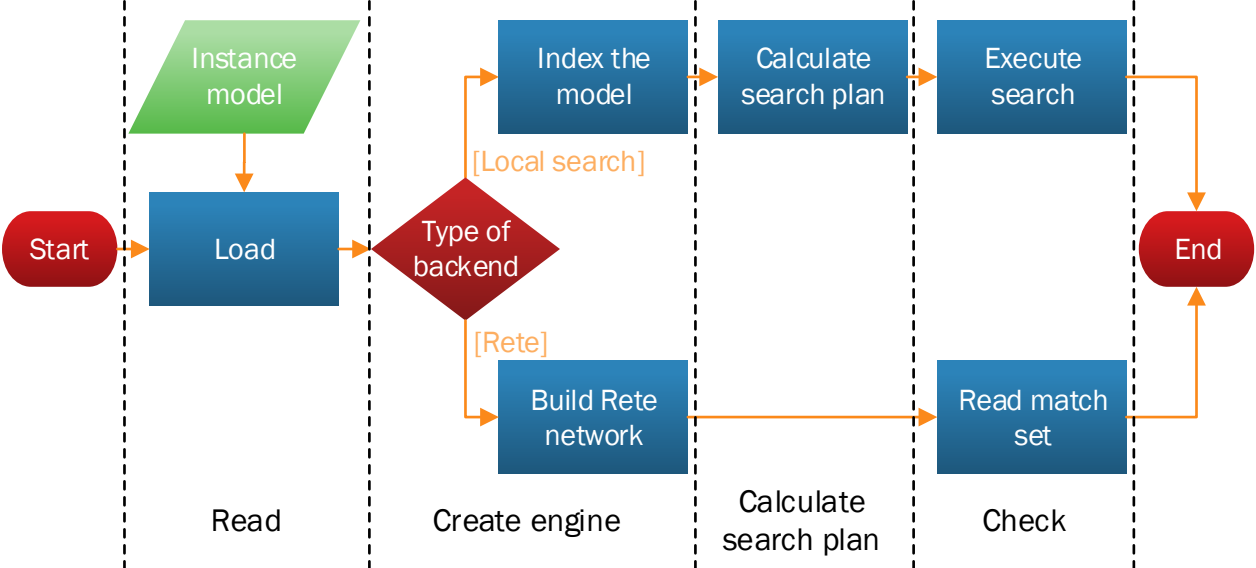 Instance
model
Index the
model
Calculate
search plan
Execute
search
[Local search]
Start
Load
Type of
backend
End
[Rete]
Build Rete
network
Read match
set
Read
Create engine
Calculate
search plan
Check